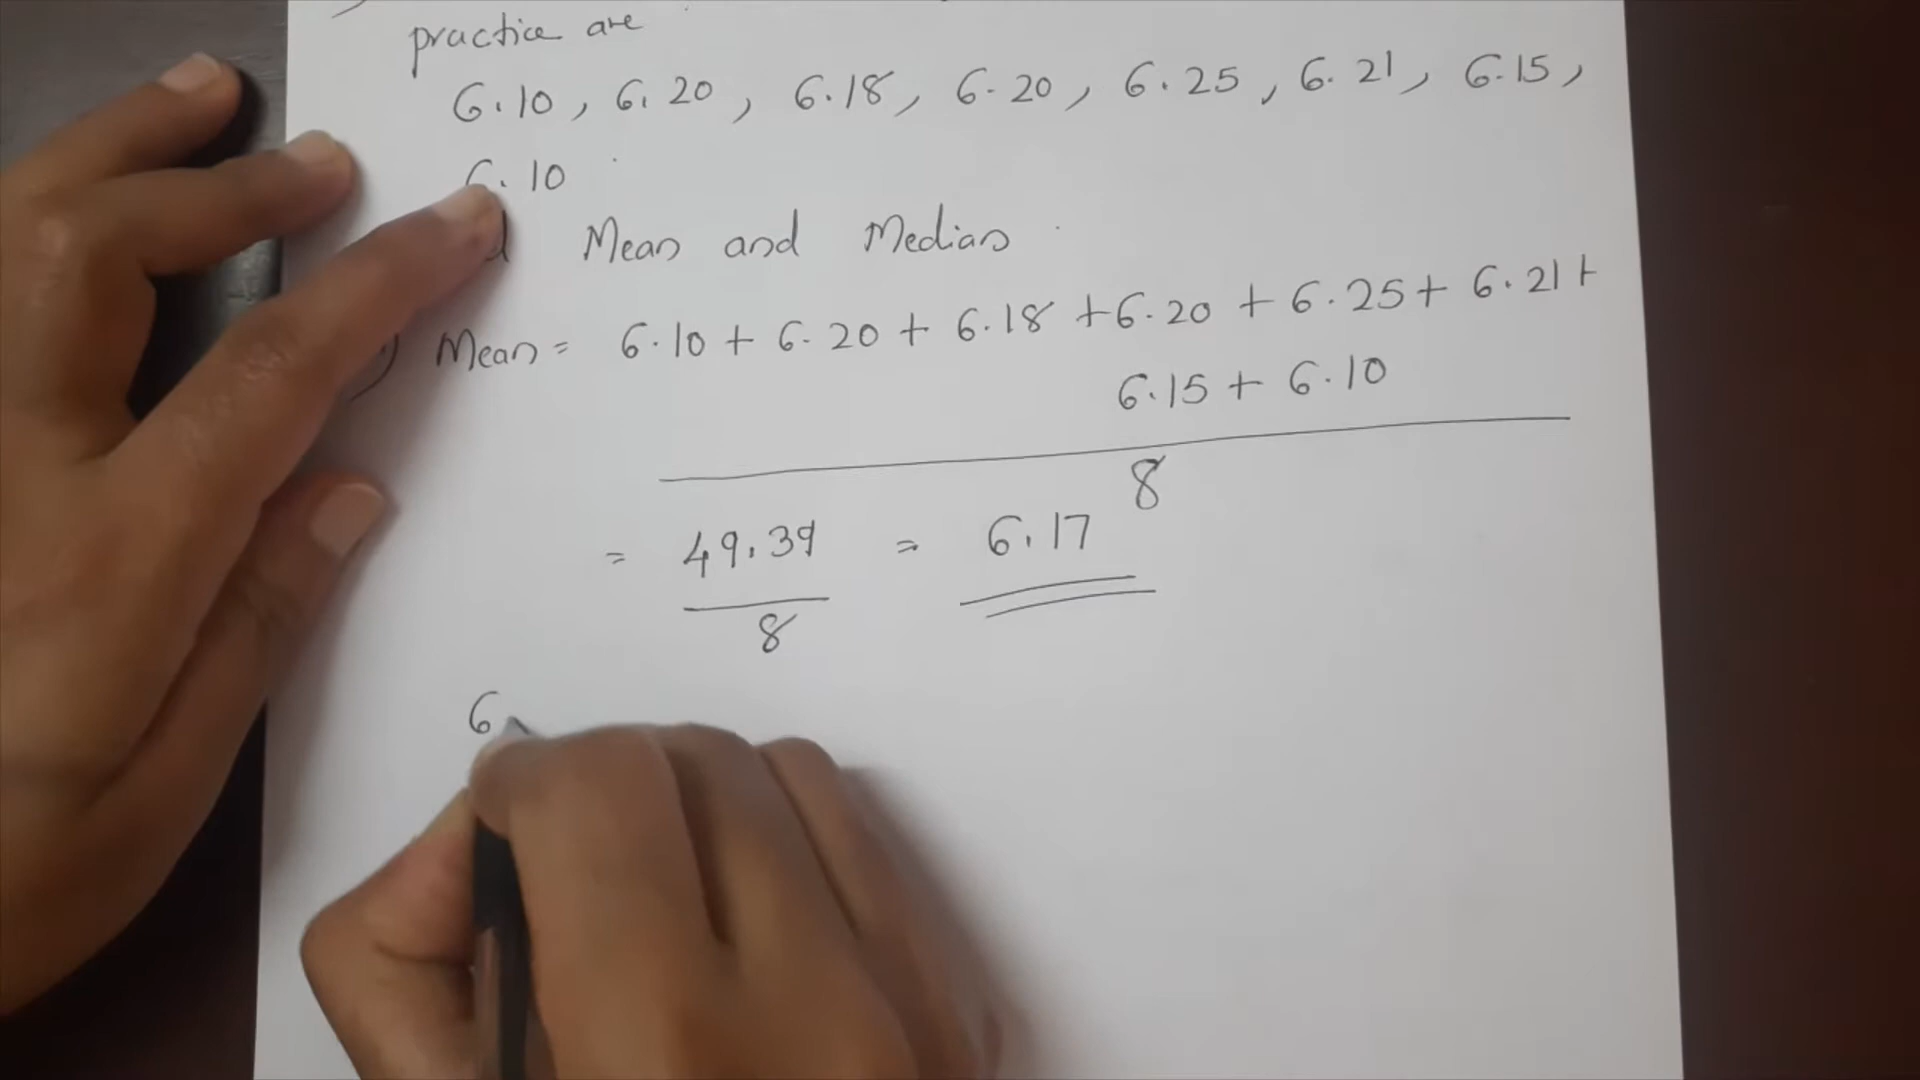 practice are
6.10, 6.20, 6.18, 6.20, 6.25, 6.21, 6.15,
6.10
Mean and Median.
Mean = 6.10 + 6.20 + 6.18 + 6.20 + 6.25 + 6.21 +
6.15 + 6.10
8
= 49.39 = 6.17
8
6